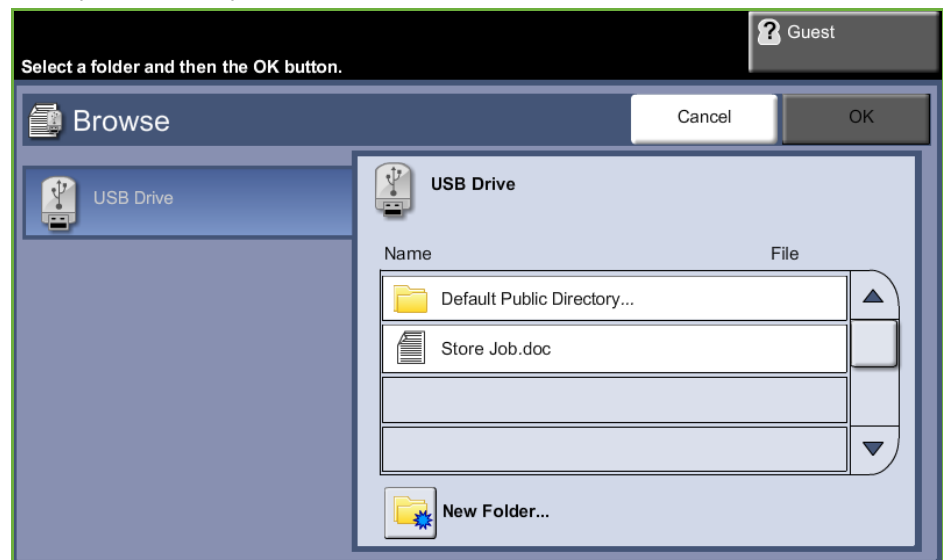 Guest
Select a folder and then the OK button.
Browse
Cancel
OK
USB Drive
USB Drive
Name
File
Default Public Directory...
Store Job.doc
New Folder...